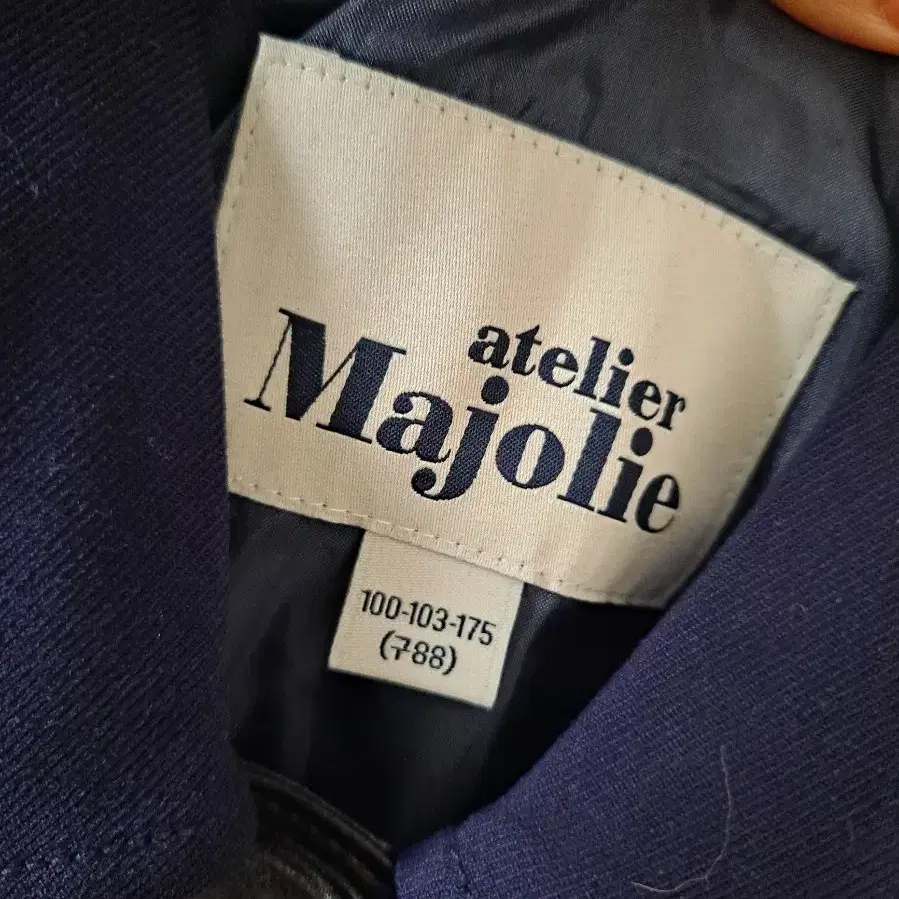 atelier
Majolie
100-103-175
(구88)